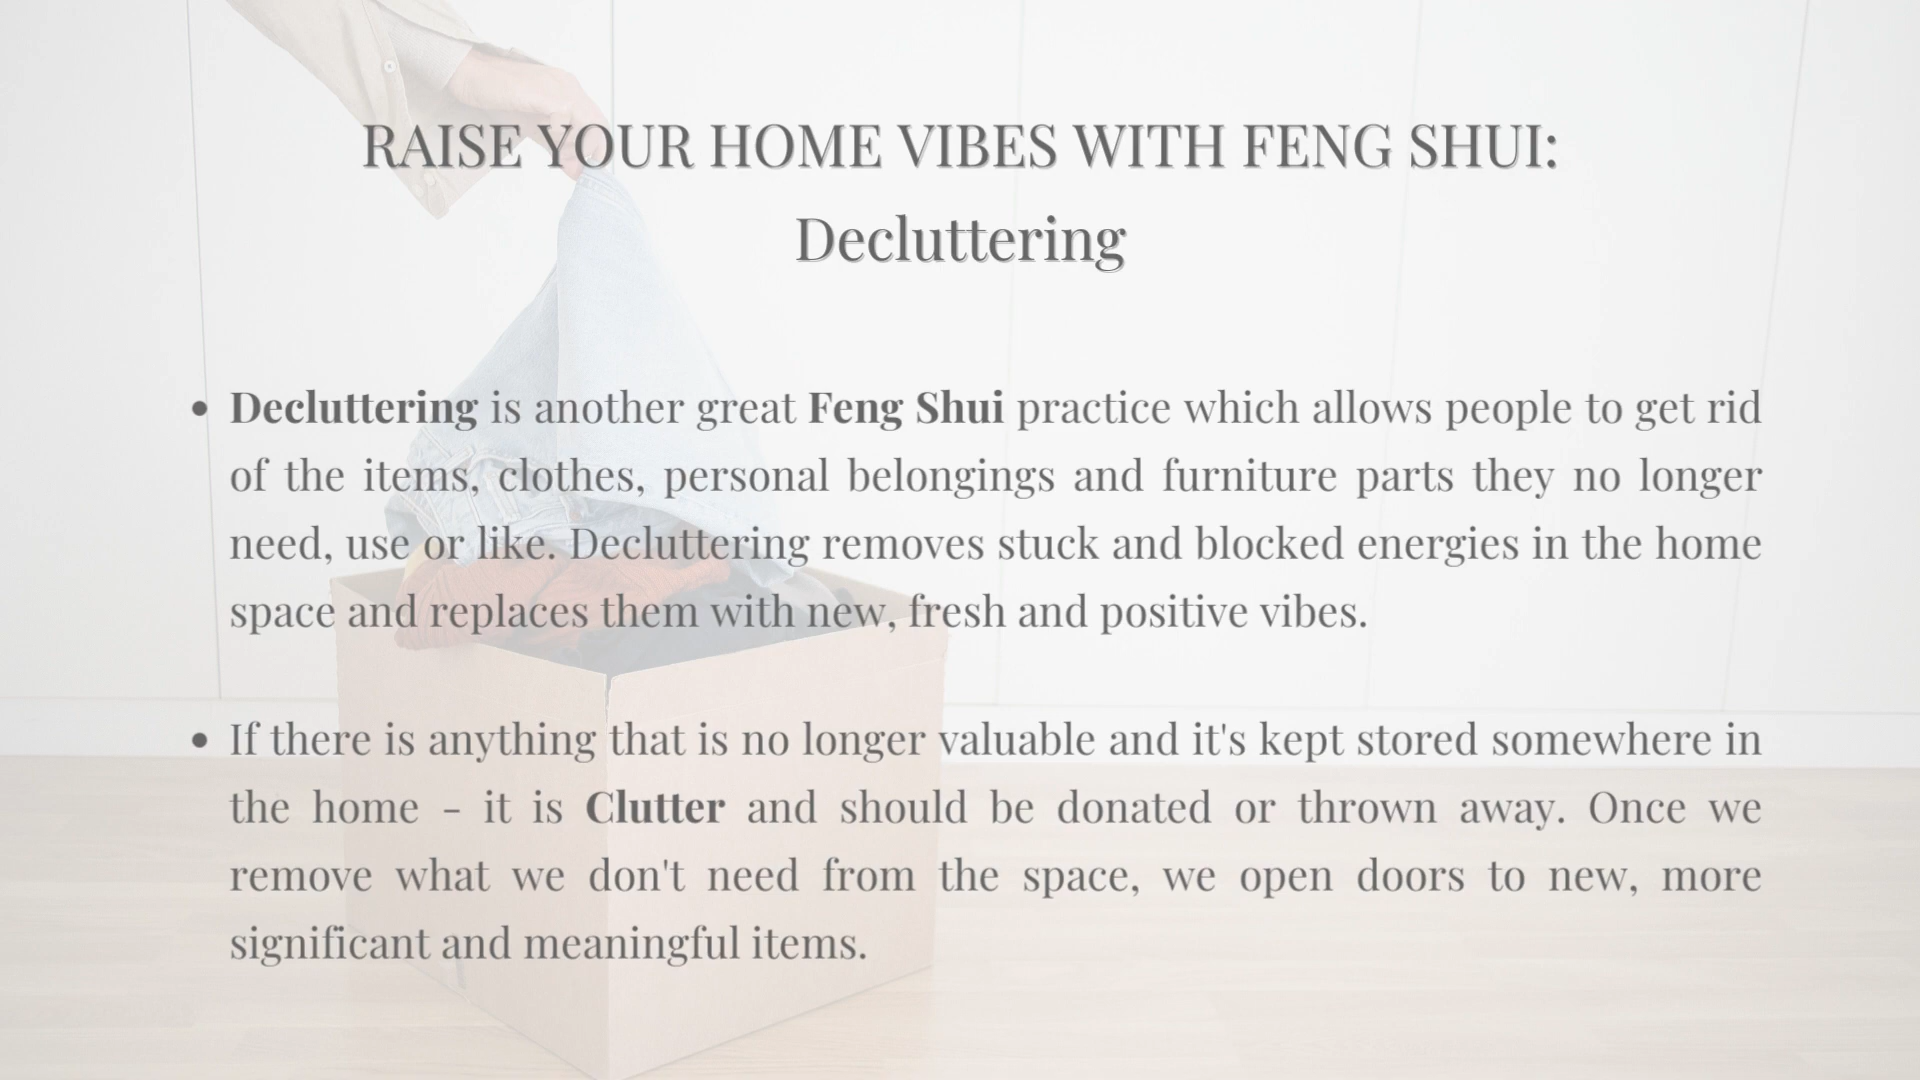 RAISE YOUR HOME VIBES WITH FENG SHUI:
Decluttering
• Decluttering is another great Feng Shui practice which allows people to get rid
of the items, clothes, personal belongings and furniture parts they no longer
need, use or like. Decluttering removes stuck and blocked energies in the home
space and replaces them with new, fresh and positive vibes.
• If there is anything that is no longer valuable and it's kept stored somewhere in
the home - it is Clutter and should be donated or thrown away. Once we
remove what we don't need from the space, we open doors to new, more
significant and meaningful items.